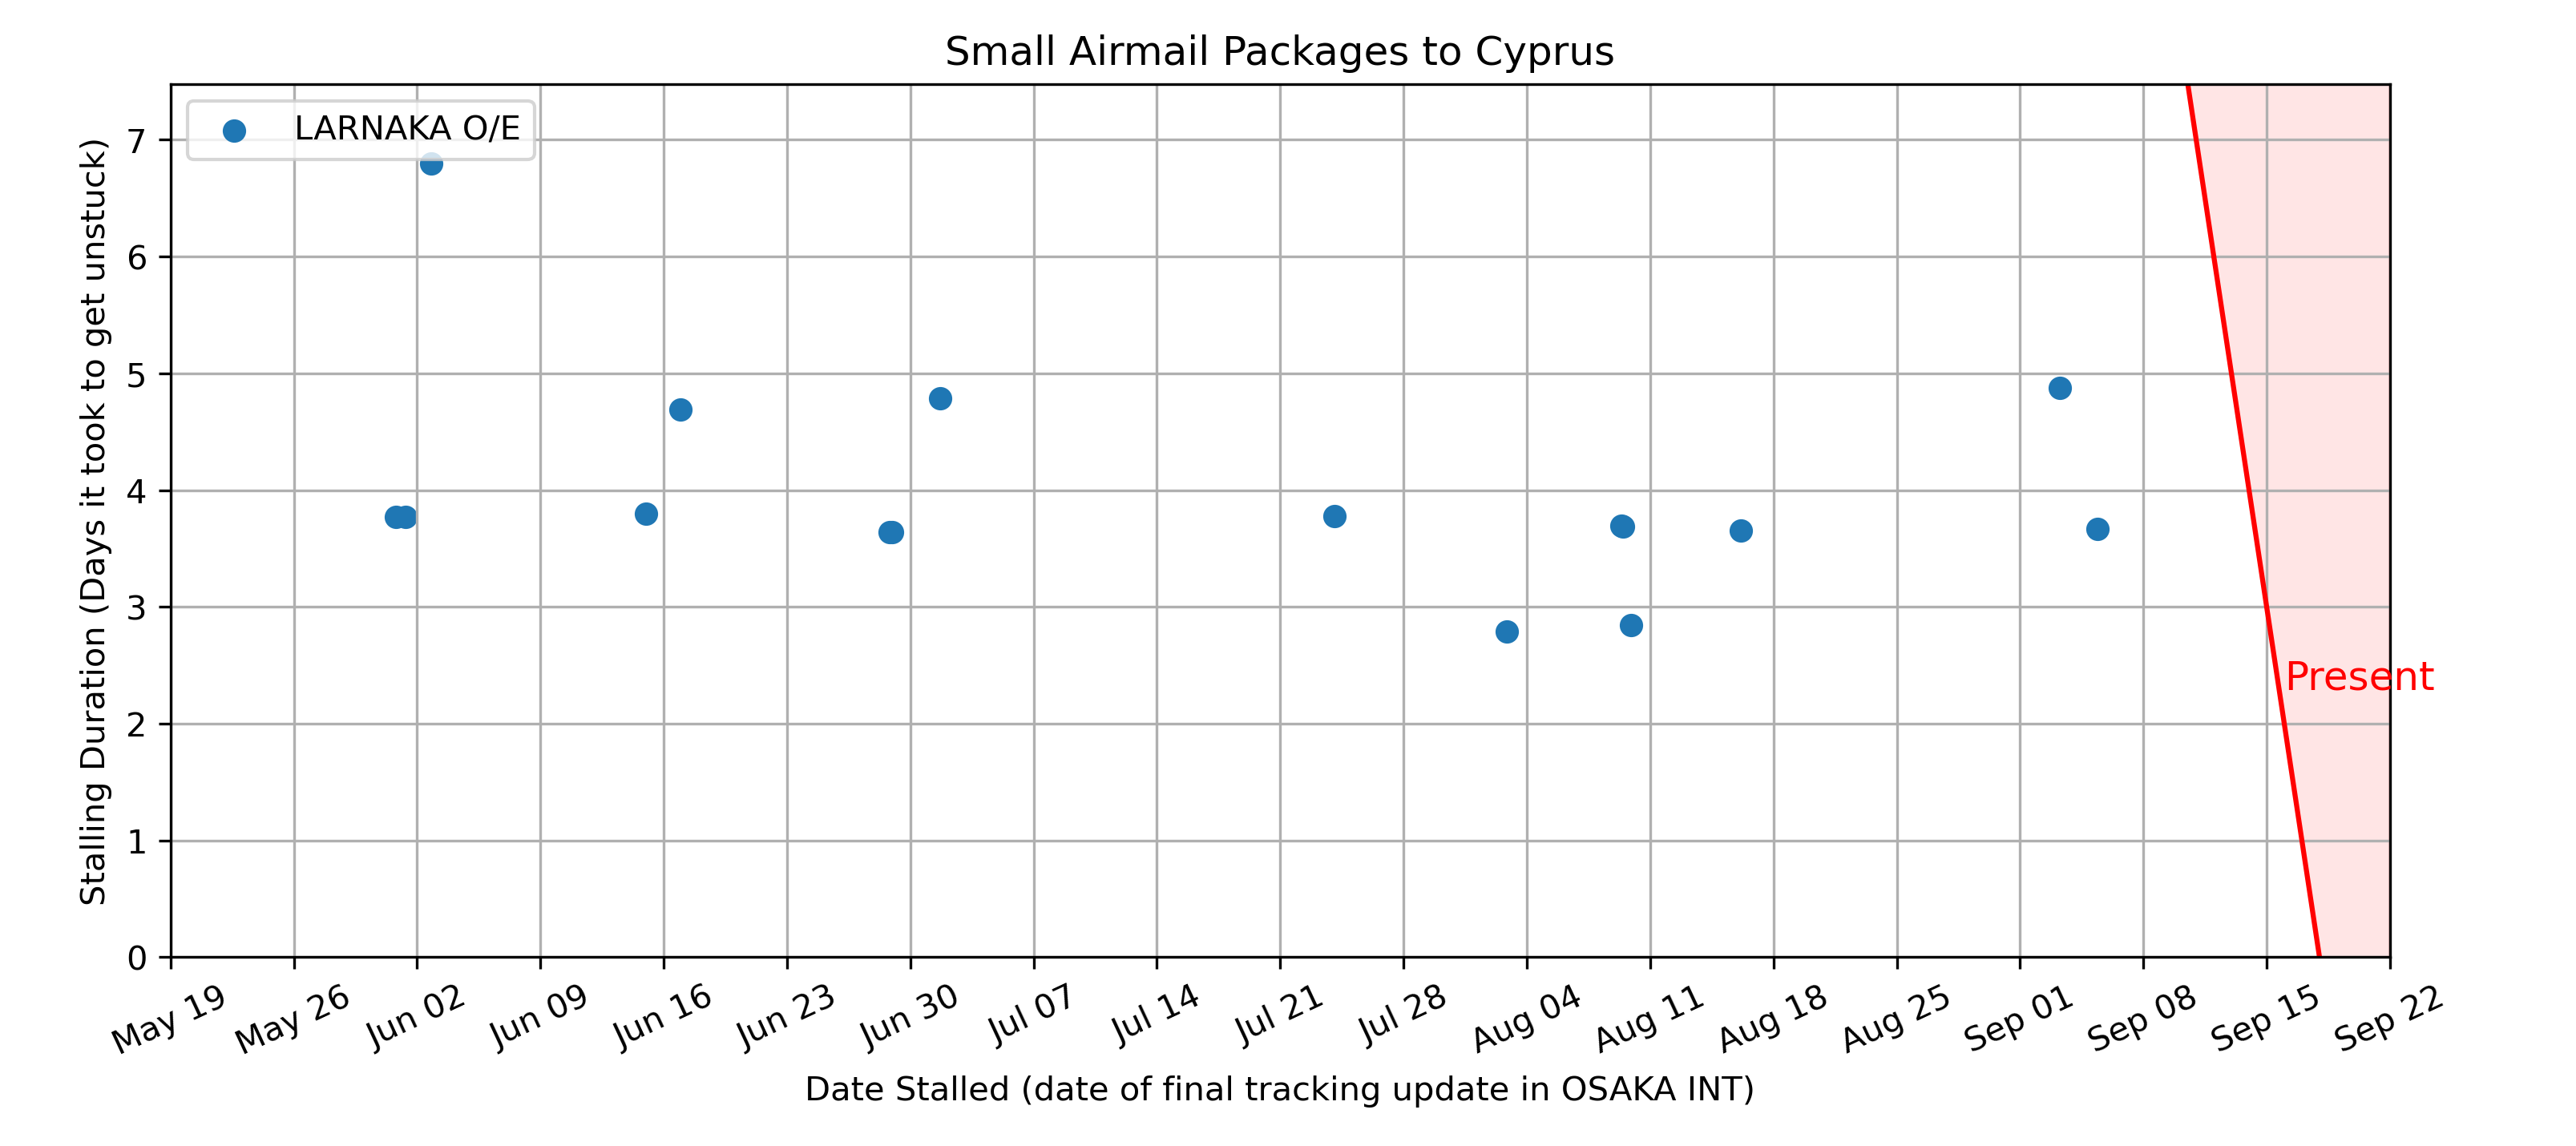 Small Airmail Packages to Cyprus
LARNAKA O/E
Stalling Duration (Days it took to get unstuck)
7
6
5
4
3
2
1
0
Present
May 19
May 26
Jun 02
Jun 09
Jun 16
Jun 23
Jun 30
Jul 07
Jul 14
Jul 21
Jul 28
Aug 04
Aug 11
Aug 18
Aug 25
Sep 01
Sep 08
Sep 15
Sep 22
Date Stalled (date of final tracking update in OSAKA INT)